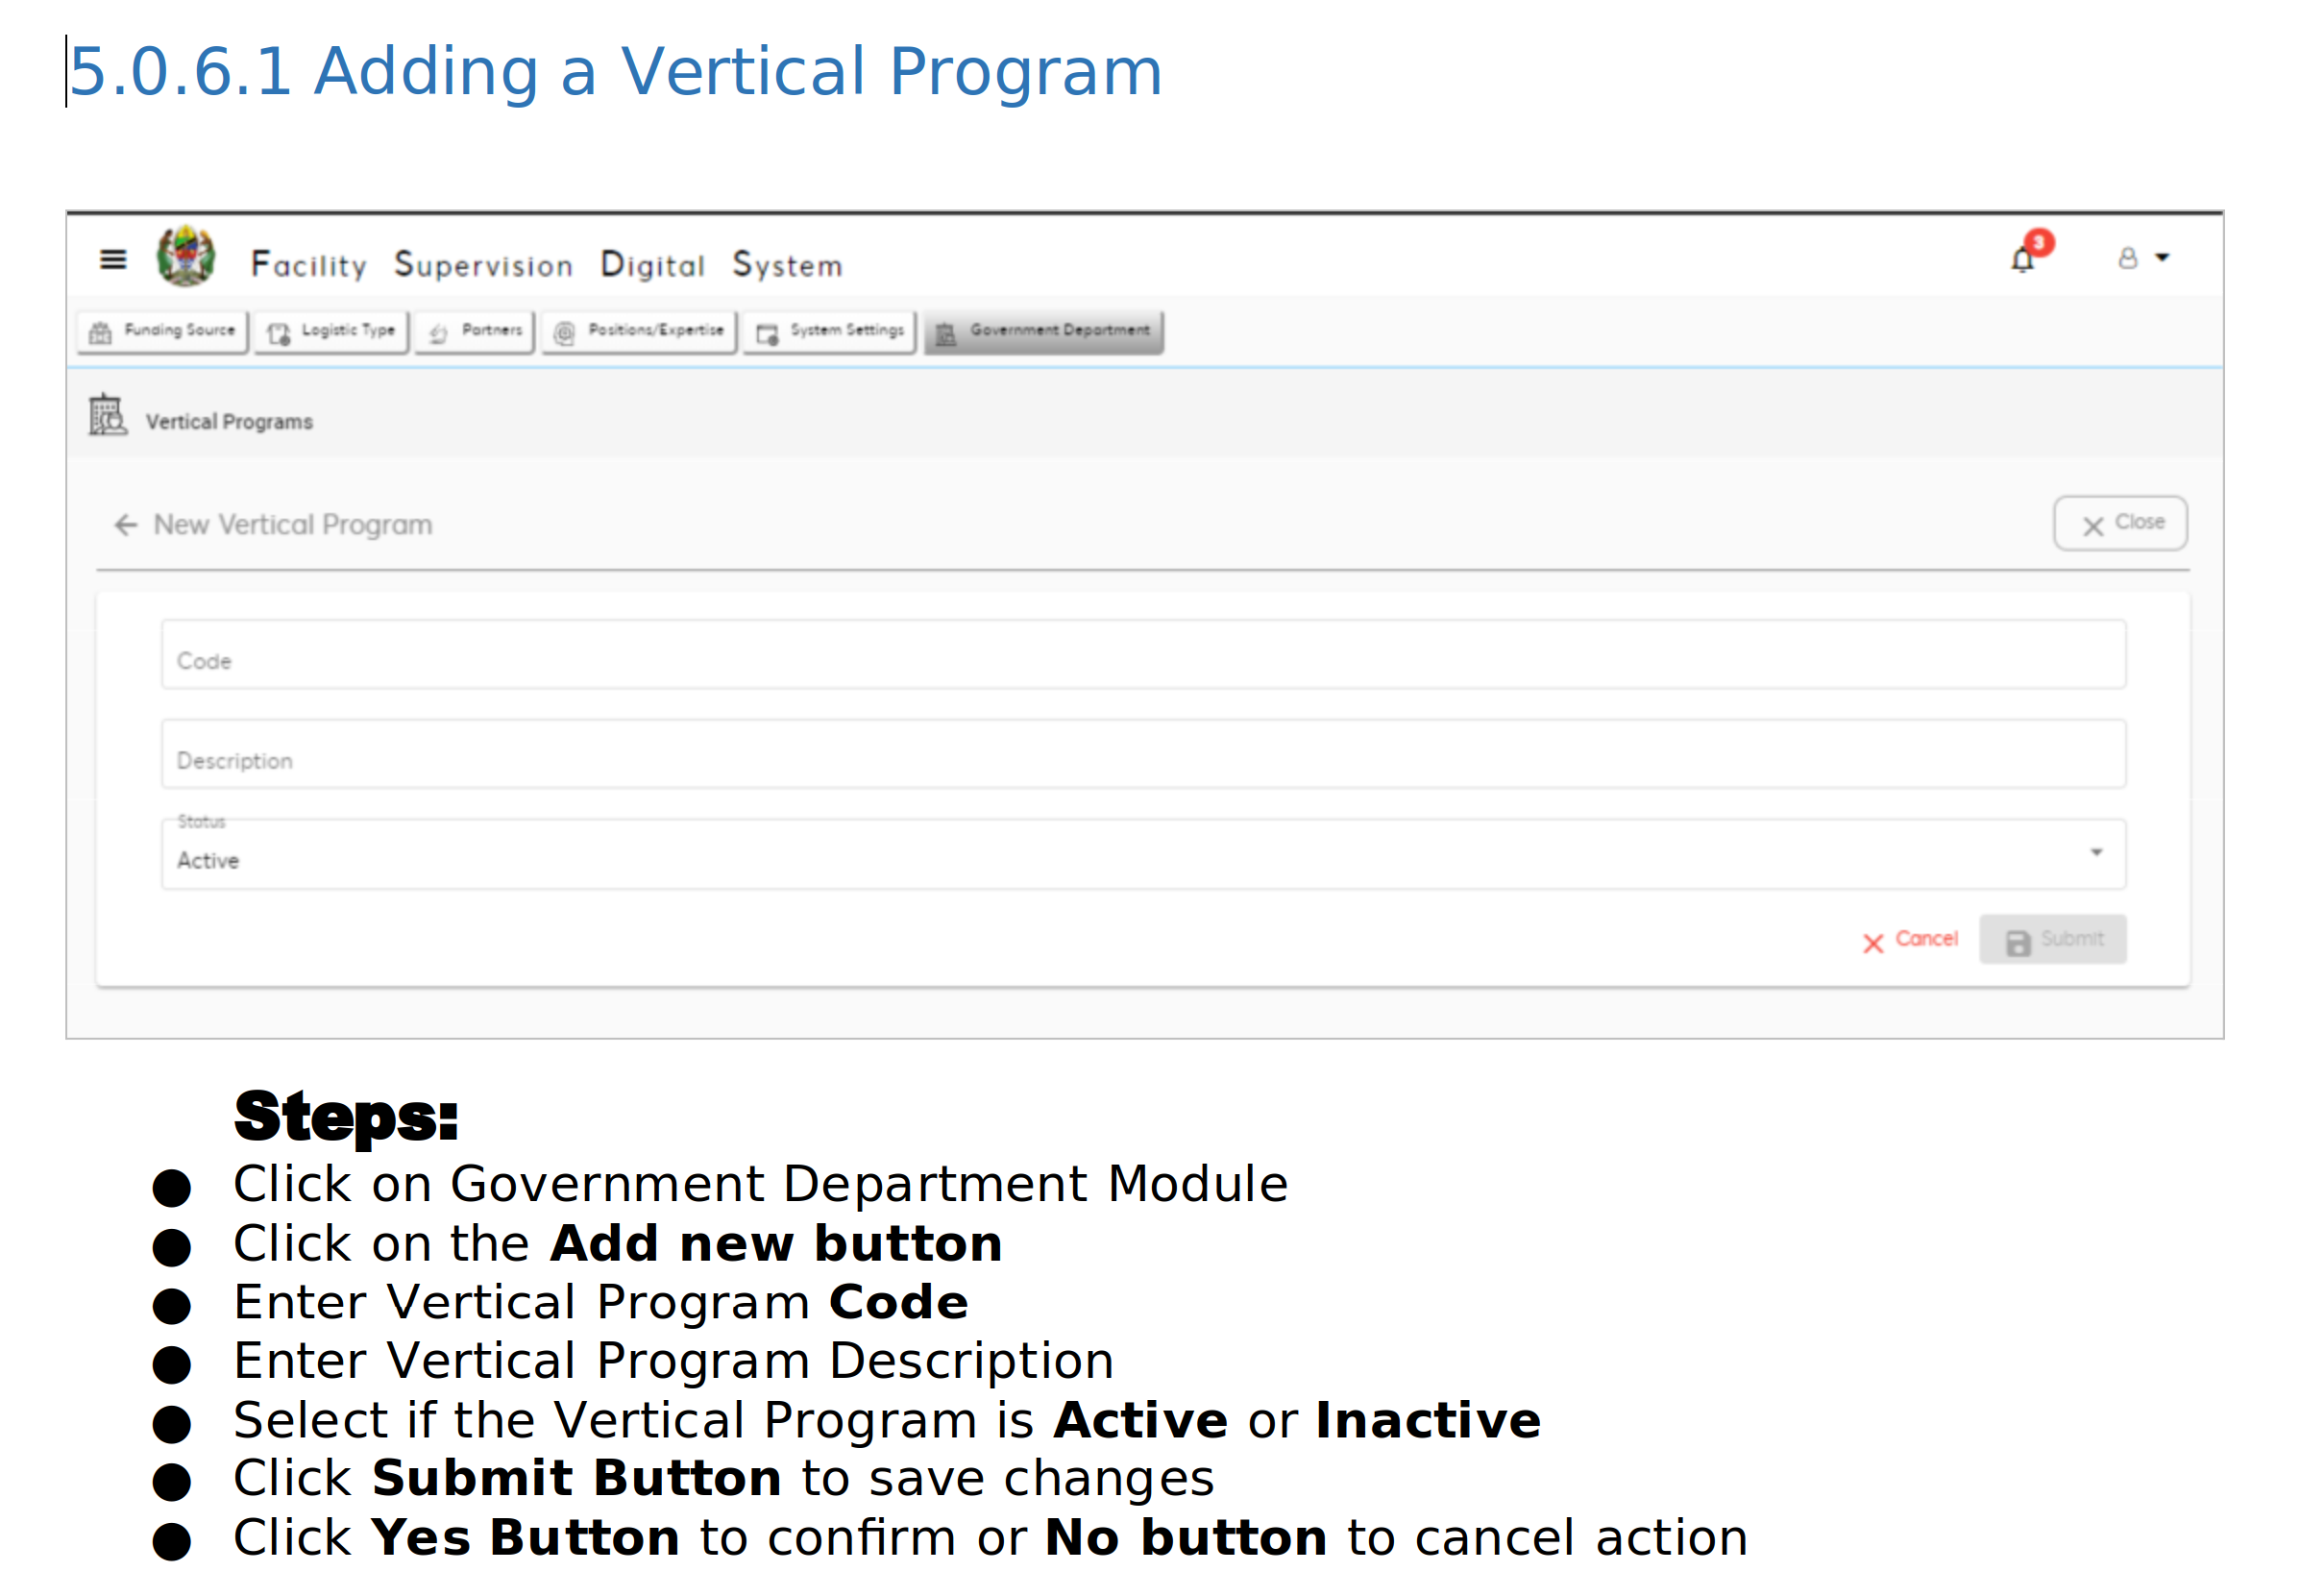 5.0.6.1 Adding a Vertical Program
Facility Supervision Digital System
3
Funding Source Logistic Type Partners Positions/Expertise System Settings Government Department
Vertical Programs
New Vertical Program
Close
Code
Description
Status
Active
Cancel Submit
Steps:
● Click on Government Department Module
● Click on the Add new button
● Enter Vertical Program Code
● Enter Vertical Program Description
● Select if the Vertical Program is Active or Inactive
● Click Submit Button to save changes
● Click Yes Button to confirm or No button to cancel action